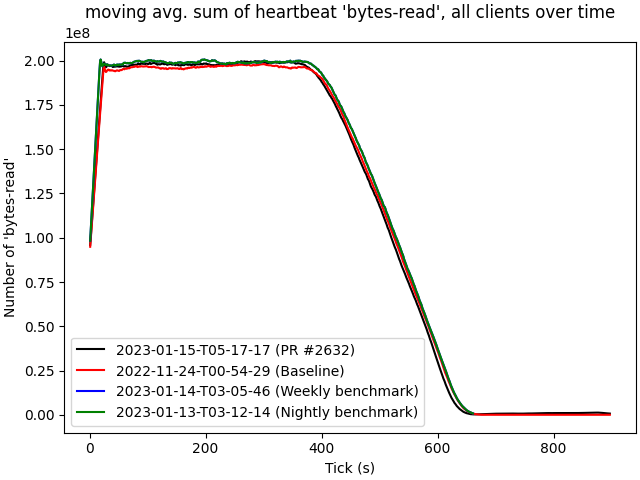 moving avg. sum of heartbeat 'bytes-read', all clients over time
1e8
2.00
1.75
1.50
1.25
1.00
0.75
0.50
0.25
0.00
Number of 'bytes-read'
2023-01-15-T05-17-17 (PR #2632)
2022-11-24-T00-54-29 (Baseline)
2023-01-14-T03-05-46 (Weekly benchmark)
2023-01-13-T03-12-14 (Nightly benchmark)
0 200 400 600 800
Tick (s)